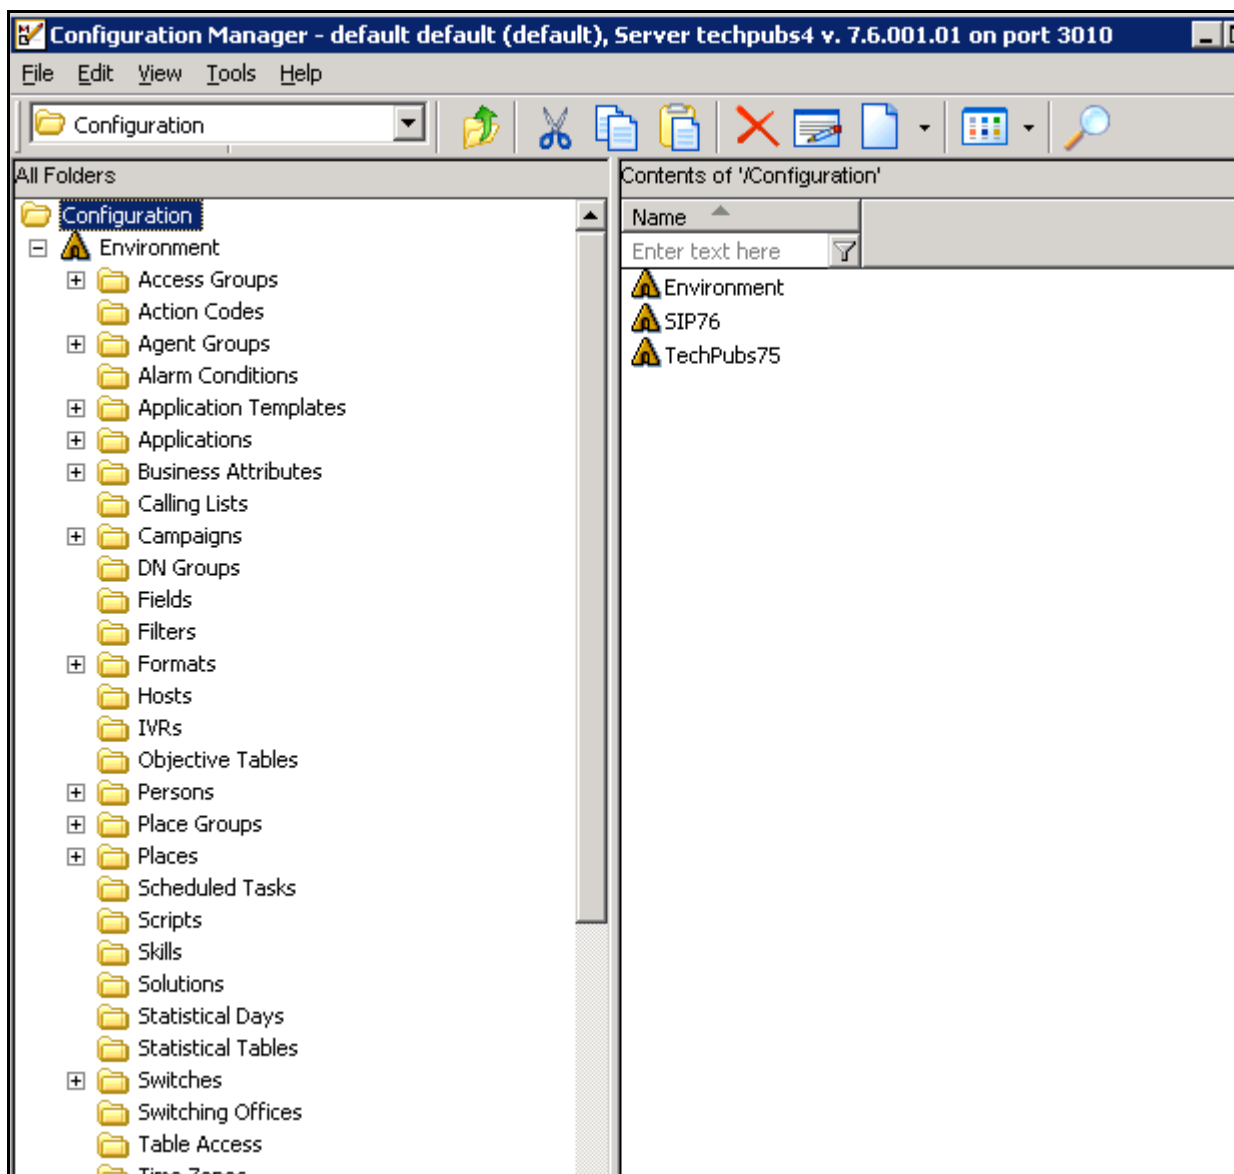 Configuration Manager - default default (default), Server techpubs4 v. 7.6.001.01 on port 3010
File Edit View Tools Help
Configuration
All Folders
Contents of '/Configuration'
Configuration
Environment
Access Groups
Action Codes
Agent Groups
Alarm Conditions
Application Templates
Applications
Business Attributes
Calling Lists
Campaigns
DN Groups
Fields
Filters
Formats
Hosts
IVRs
Objective Tables
Persons
Place Groups
Places
Scheduled Tasks
Scripts
Skills
Solutions
Statistical Days
Statistical Tables
Switches
Switching Offices
Table Access
Time Zones
Name
Enter text here
Environment
SIP76
TechPubs75